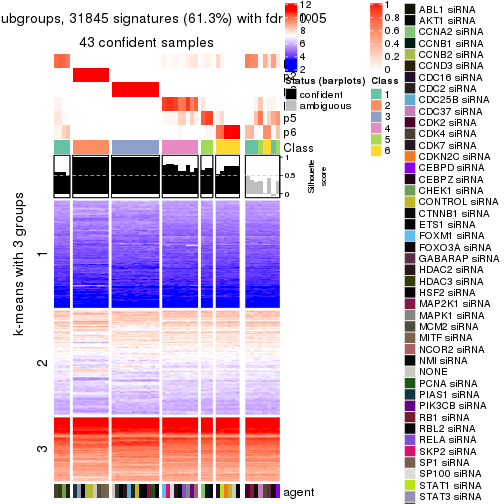 ubgroups, 31845 signatures (61.3%) with fdr 0.05
43 confident samples
p5
p6
Class
1
0.5
0
Silhouette
score
k-means with 3 groups
1
2
3
agent
12
10
8
6
4
2
Status (barplots)
confident
ambiguous
1
0.8
0.6
0.4
0.2
0
Class
1
2
3
4
5
6
ABL1 siRNA
AKT1 siRNA
CCNA2 siRNA
CCNB1 siRNA
CCNB2 siRNA
CCND3 siRNA
CDC16 siRNA
CDC2 siRNA
CDC25B siRNA
CDC37 siRNA
CDK2 siRNA
CDK4 siRNA
CDK7 siRNA
CDKN2C siRNA
CEBPD siRNA
CEBPZ siRNA
CHEK1 siRNA
CONTROL siRNA
CTNNB1 siRNA
ETS1 siRNA
FOXM1 siRNA
FOXO3A siRNA
GABARAP siRNA
HDAC2 siRNA
HDAC3 siRNA
HSF2 siRNA
MAP2K1 siRNA
MAPK1 siRNA
MCM2 siRNA
MITF siRNA
NCOR2 siRNA
NMI siRNA
NONE
PCNA siRNA
PIAS1 siRNA
PIK3CB siRNA
RB1 siRNA
RBL2 siRNA
RELA siRNA
SKP2 siRNA
SP1 siRNA
SP100 siRNA
STAT1 siRNA
STAT3 siRNA